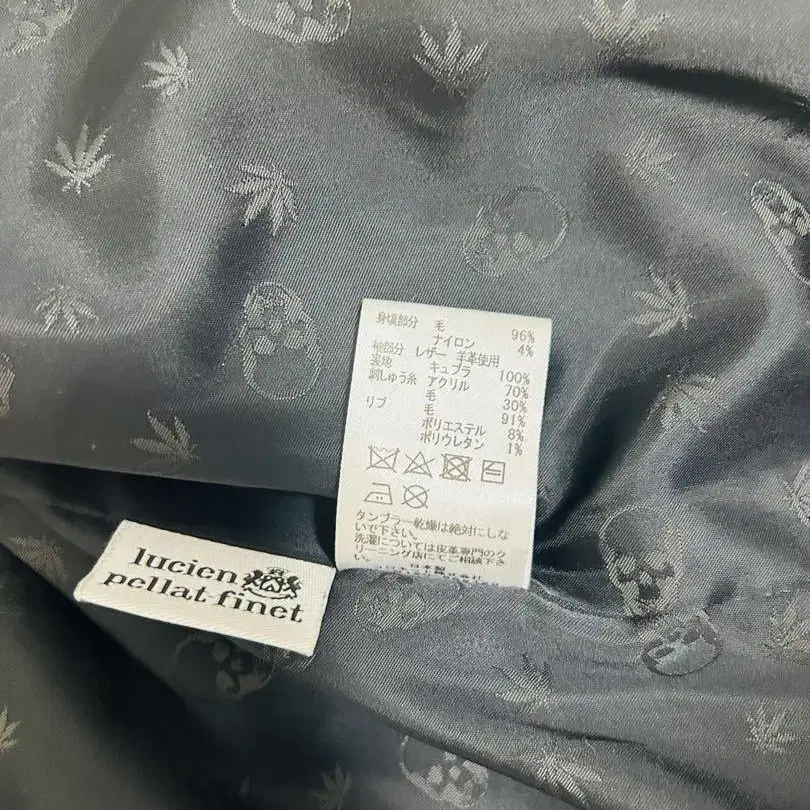 身頃部分 毛 96%
ナイロン 4%
袖部分 レザー 羊革使用
裏地 キュプラ 100%
刺しゅう糸 アクリル 70%
毛 30%
リブ 毛 91%
ポリエステル 8%
ポリウレタン 1%
タンブラー乾燥は絶対にしな
いで下さい。
洗濯については皮革専門のク
リーニング店にてご相談下さ
い。
日本製
lucien
pellat-finet